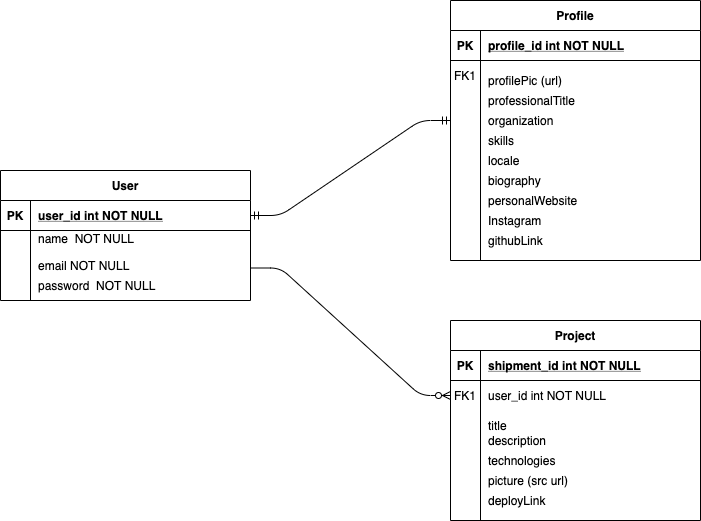 Profile
PK profile_id int NOT NULL
FK1
profilePic (url)
professionalTitle
organization
skills
locale
biography
personalWebsite
Instagram
githubLink
User
PK user_id int NOT NULL
name  NOT NULL
email NOT NULL
password  NOT NULL
Project
PK shipment_id int NOT NULL
FK1 user_id int NOT NULL
title
description
technologies
picture (src url)
deployLink